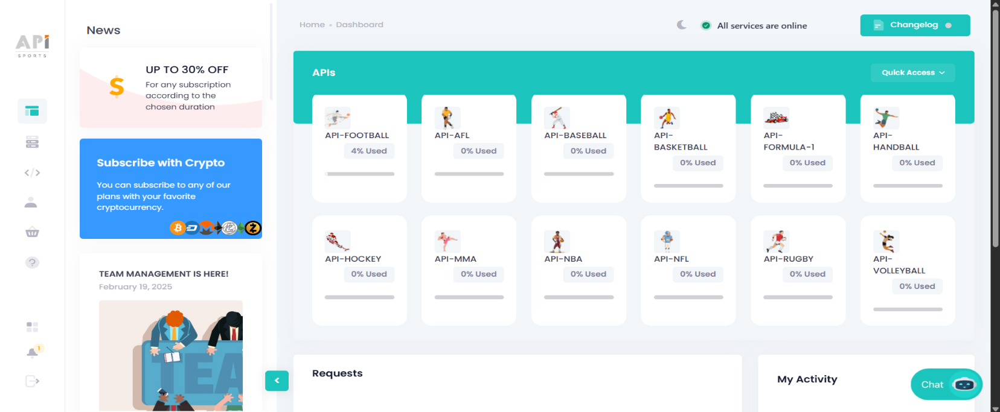 API
SPORTS
1
News
UP TO 30% OFF
For any subscription
according to the
chosen duration
Subscribe with Crypto
You can subscribe to any of our
plans with your favorite
cryptocurrency.
TEAM MANAGEMENT IS HERE!
February 19, 2025
TEA
Home • Dashboard
All services are online
Changelog
APIs
Quick Access
API-FOOTBALL
4% Used
API-AFL
0% Used
API-BASEBALL
0% Used
API-
BASKETBALL
0% Used
API-
FORMULA-1
0% Used
API-
HANDBALL
0% Used
API-HOCKEY
0% Used
API-MMA
0% Used
API-NBA
0% Used
API-NFL
0% Used
API-RUGBY
0% Used
API-
VOLLEYBALL
0% Used
Requests
My Activity
Chat